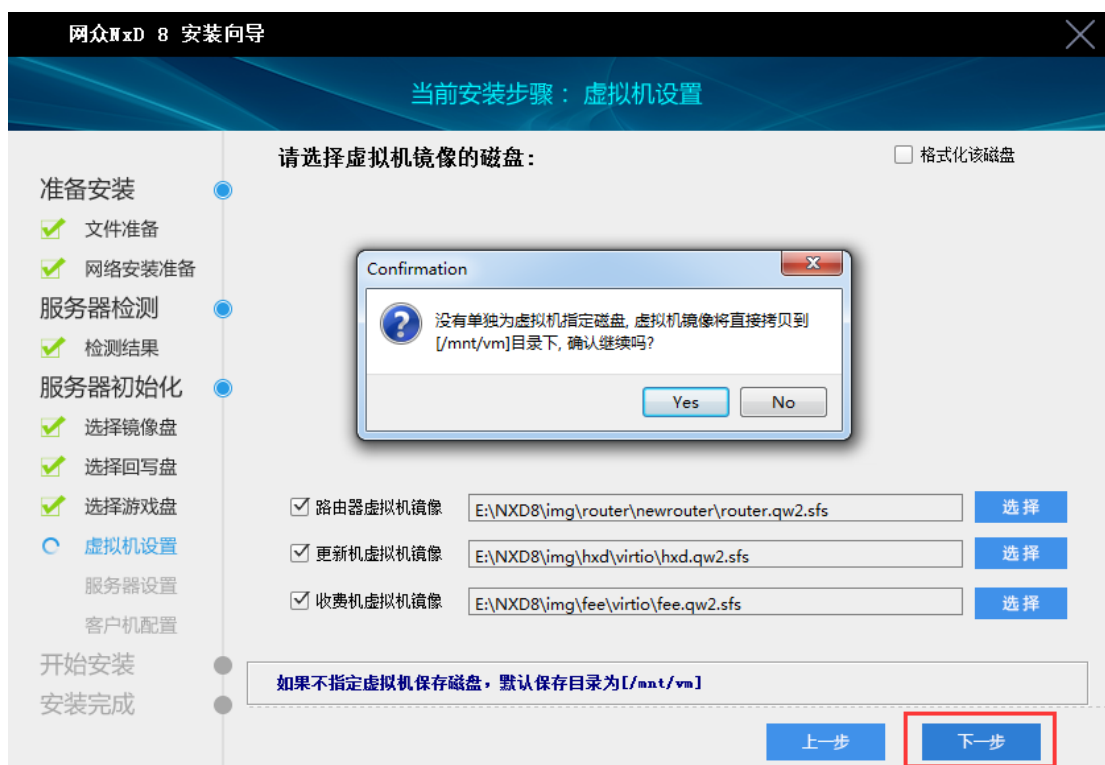 网众NxD 8 安装向导
当前安装步骤： 虚拟机设置
请选择虚拟机镜像的磁盘:
格式化该磁盘
准备安装
文件准备
网络安装准备
服务器检测
检测结果
服务器初始化
选择镜像盘
选择回写盘
选择游戏盘
虚拟机设置
服务器设置
客户机配置
开始安装
安装完成
Confirmation
没有单独为虚拟机指定磁盘, 虚拟机镜像将直接拷贝到
[/mnt/vm]目录下, 确认继续吗?
Yes No
路由器虚拟机镜像 E:\NXD8\img\router\newrouter\router.qw2.sfs 选择
更新机虚拟机镜像 E:\NXD8\img\hxd\virtio\hxd.qw2.sfs 选择
收费机虚拟机镜像 E:\NXD8\img\fee\virtio\fee.qw2.sfs 选择
如果不指定虚拟机保存磁盘，默认保存目录为[/mnt/vm]
上一步 下一步